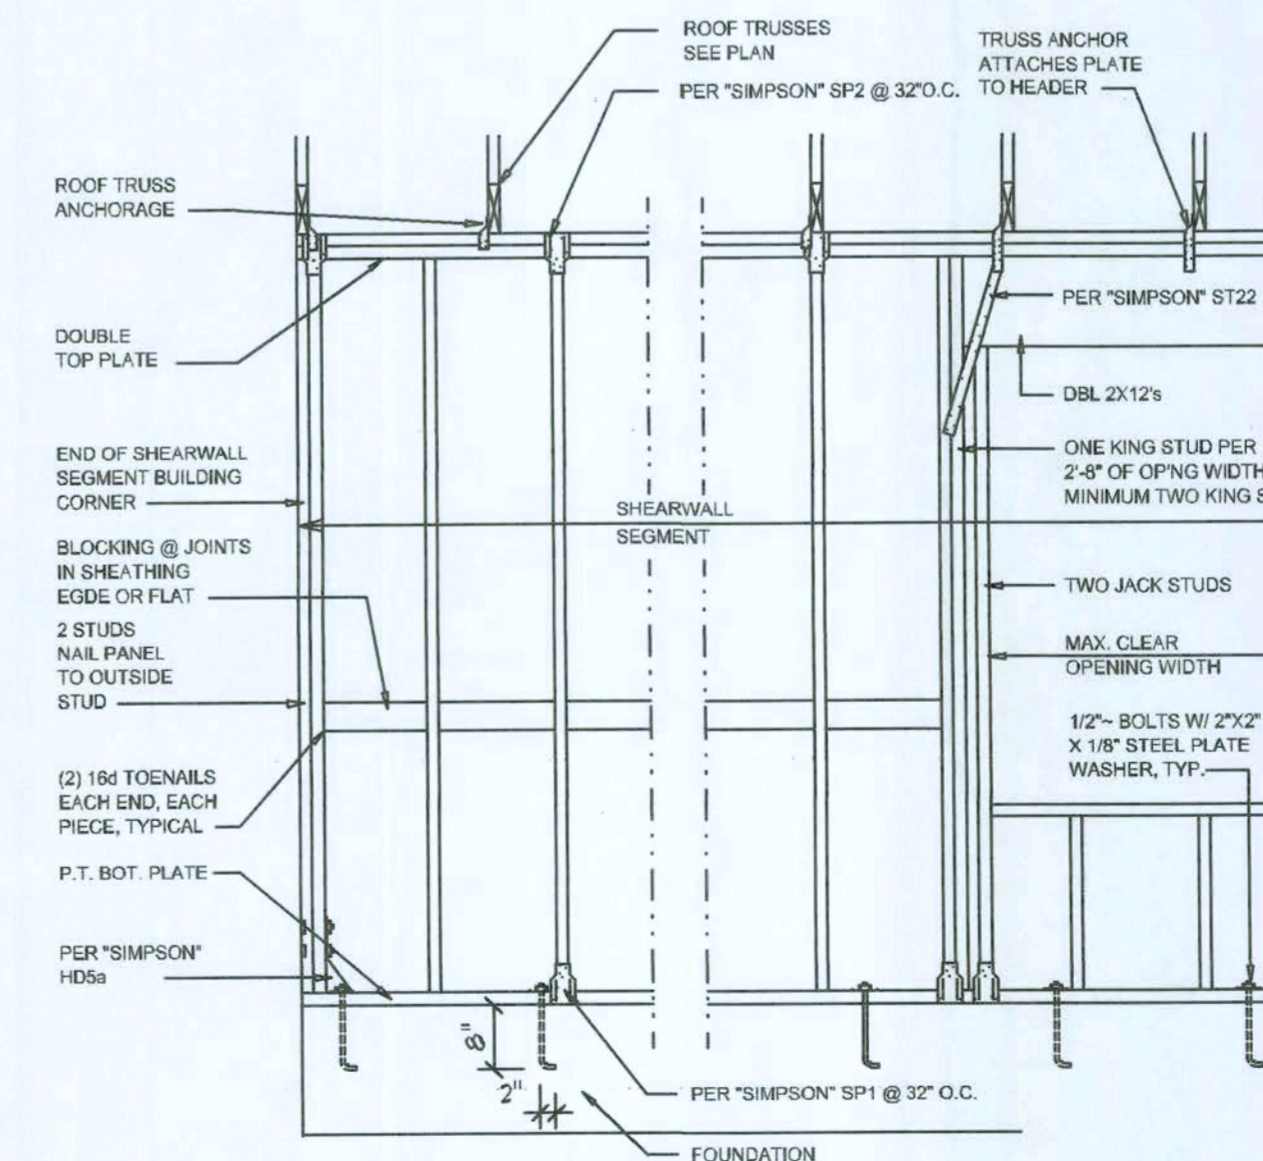 ROOF TRUSSES
SEE PLAN
PER "SIMPSON" SP2 @ 32"O.C.
TRUSS ANCHOR
ATTACHES PLATE
TO HEADER
ROOF TRUSS
ANCHORAGE
DOUBLE
TOP PLATE
PER "SIMPSON" ST22
DBL 2X12's
END OF SHEARWALL
SEGMENT BUILDING
CORNER
ONE KING STUD PER
2'-8" OF OP'NG WIDTH
MINIMUM TWO KING S
SHEARWALL
SEGMENT
BLOCKING @ JOINTS
IN SHEATHING
EGDE OR FLAT
TWO JACK STUDS
2 STUDS
NAIL PANEL
TO OUTSIDE
STUD
MAX. CLEAR
OPENING WIDTH
1/2"~ BOLTS W/ 2"X2"
X 1/8" STEEL PLATE
WASHER, TYP.
(2) 16d TOENAILS
EACH END, EACH
PIECE, TYPICAL
P.T. BOT. PLATE
PER "SIMPSON"
HD5a
8"
2"
PER "SIMPSON" SP1 @ 32" O.C.
FOUNDATION